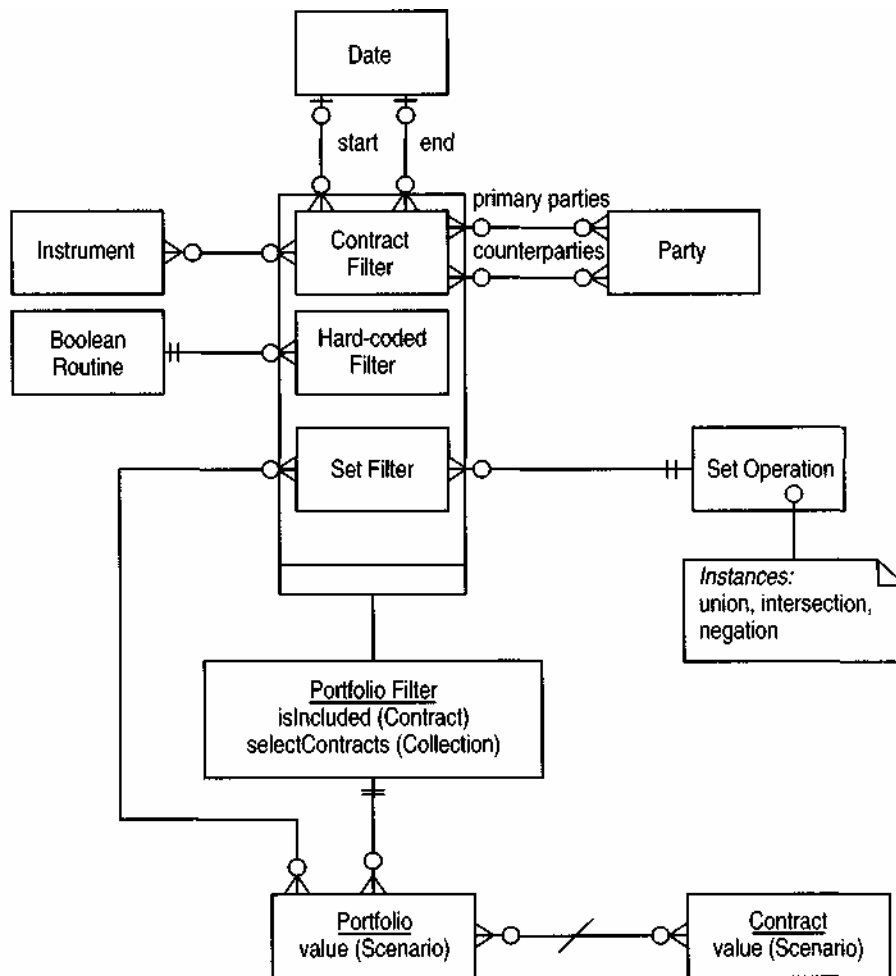 Date
start
end
primary parties
Instrument
Contract
Filter
counterparties
Party
Boolean
Routine
Hard-coded
Filter
Set Filter
Set Operation
Instances:
union, intersection,
negation
Portfolio Filter
isIncluded (Contract)
selectContracts (Collection)
Portfolio
value (Scenario)
Contract
value (Scenario)